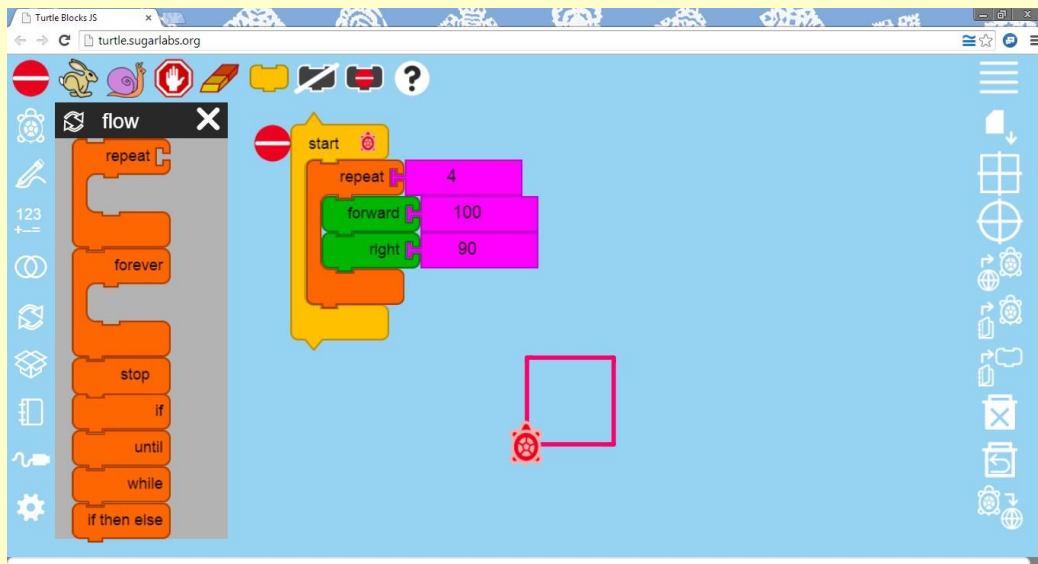 Turtle Blocks JS
turtle.sugarlabs.org
?
flow
repeat
forever
stop
if
until
while
if then else
123
+-=
start
repeat 4
forward 100
right 90